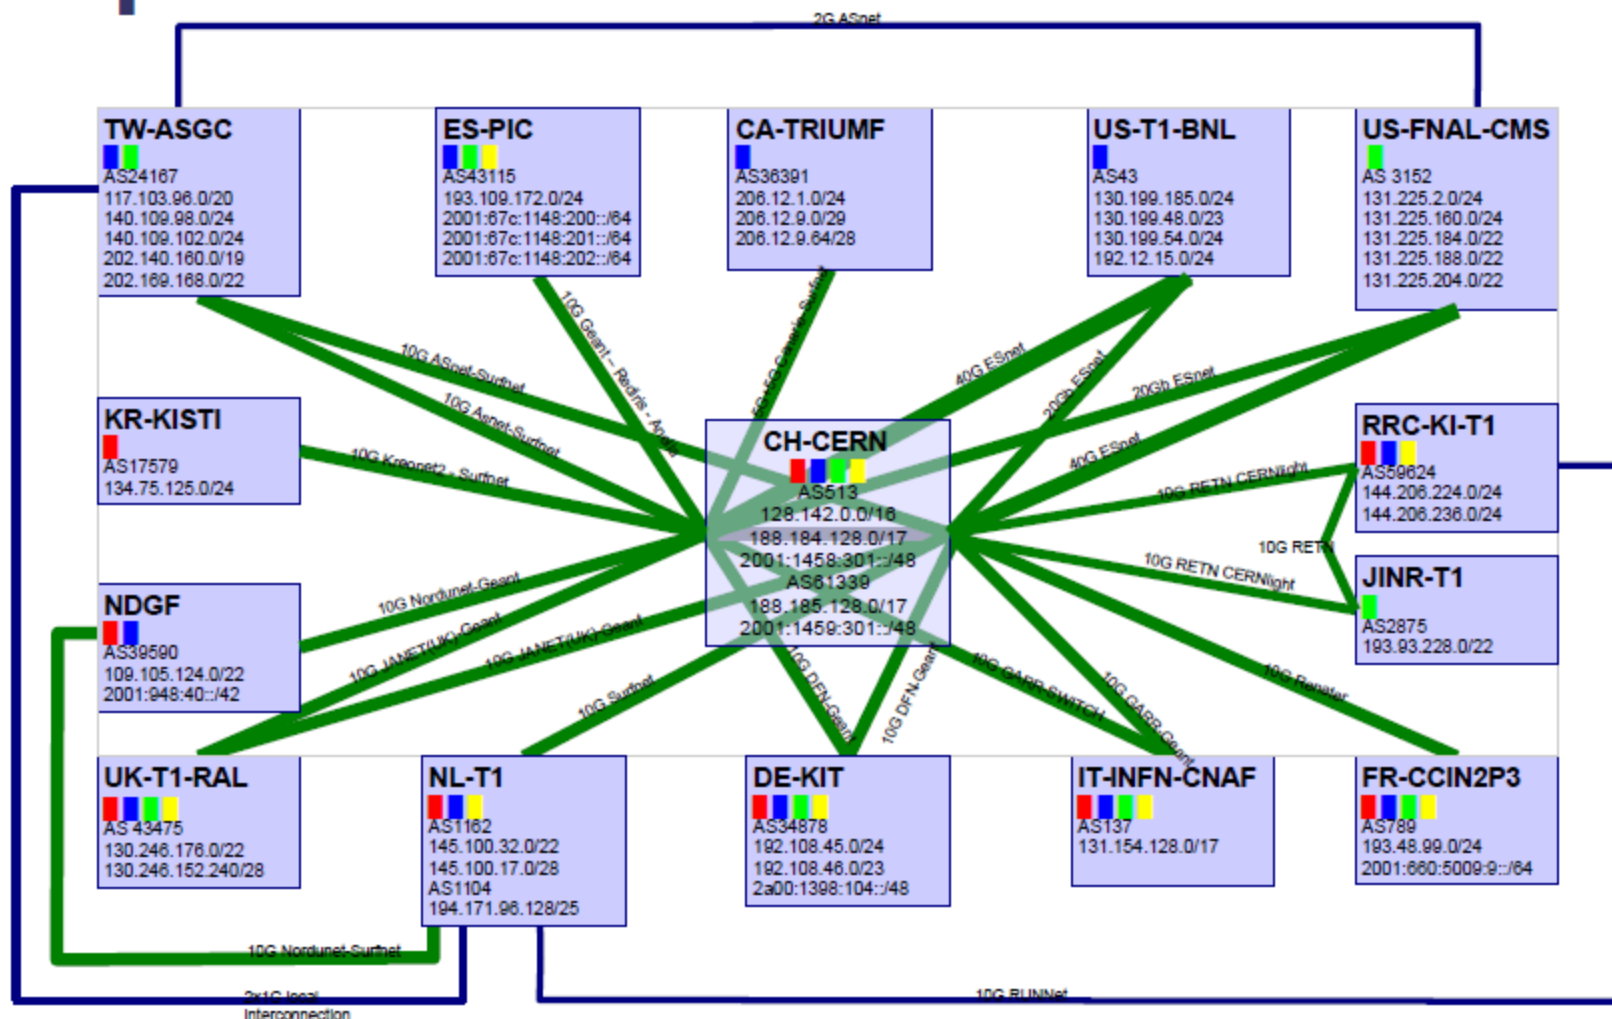 2G ASnet
TW-ASGC
AS24167
117.103.96.0/20
140.109.98.0/24
140.109.102.0/24
202.140.160.0/19
202.169.168.0/22
ES-PIC
AS43115
193.109.172.0/24
2001:67c:1148:200::/64
2001:67c:1148:201::/64
2001:67c:1148:202::/64
CA-TRIUMF
AS36391
206.12.1.0/24
206.12.9.0/29
206.12.9.64/28
US-T1-BNL
AS43
130.199.185.0/24
130.199.48.0/23
130.199.54.0/24
192.12.15.0/24
US-FNAL-CMS
AS 3152
131.225.2.0/24
131.225.160.0/24
131.225.184.0/22
131.225.188.0/22
131.225.204.0/22
10G ASnet-Surfnet
10G Asnet-Surfnet
10G Geant – Rediris - Anella
5G+5G Canarie-Surfnet
40G ESnet
20Gb ESnet
20Gb ESnet
40G ESnet
KR-KISTI
AS17579
134.75.125.0/24
10G Kreonet2 - Surfnet
CH-CERN
AS513
128.142.0.0/16
188.184.128.0/17
2001:1458:301::/48
AS61339
188.185.128.0/17
2001:1459:301::/48
RRC-KI-T1
AS59624
144.206.224.0/24
144.206.236.0/24
10G RETN CERNlight
10G RETN
10G RETN CERNlight
JINR-T1
AS2875
193.93.228.0/22
NDGF
AS39590
109.105.124.0/22
2001:948:40::/42
10G Nordunet-Geant
10G JANET(UK)-Geant
10G JANET(UK)-Geant
10G Surfnet
10G DFN-Geant
10G DFN-Geant
10G GARR-SWITCH
10G GARR-Geant
10G Renater
UK-T1-RAL
AS 43475
130.246.176.0/22
130.246.152.240/28
NL-T1
AS1162
145.100.32.0/22
145.100.17.0/28
AS1104
194.171.96.128/25
DE-KIT
AS34878
192.108.45.0/24
192.108.46.0/23
2a00:1398:104::/48
IT-INFN-CNAF
AS137
131.154.128.0/17
FR-CCIN2P3
AS789
193.48.99.0/24
2001:660:5009:9::/64
10G Nordunet-Surfnet
2x1G local
Interconnection
10G RUNNet